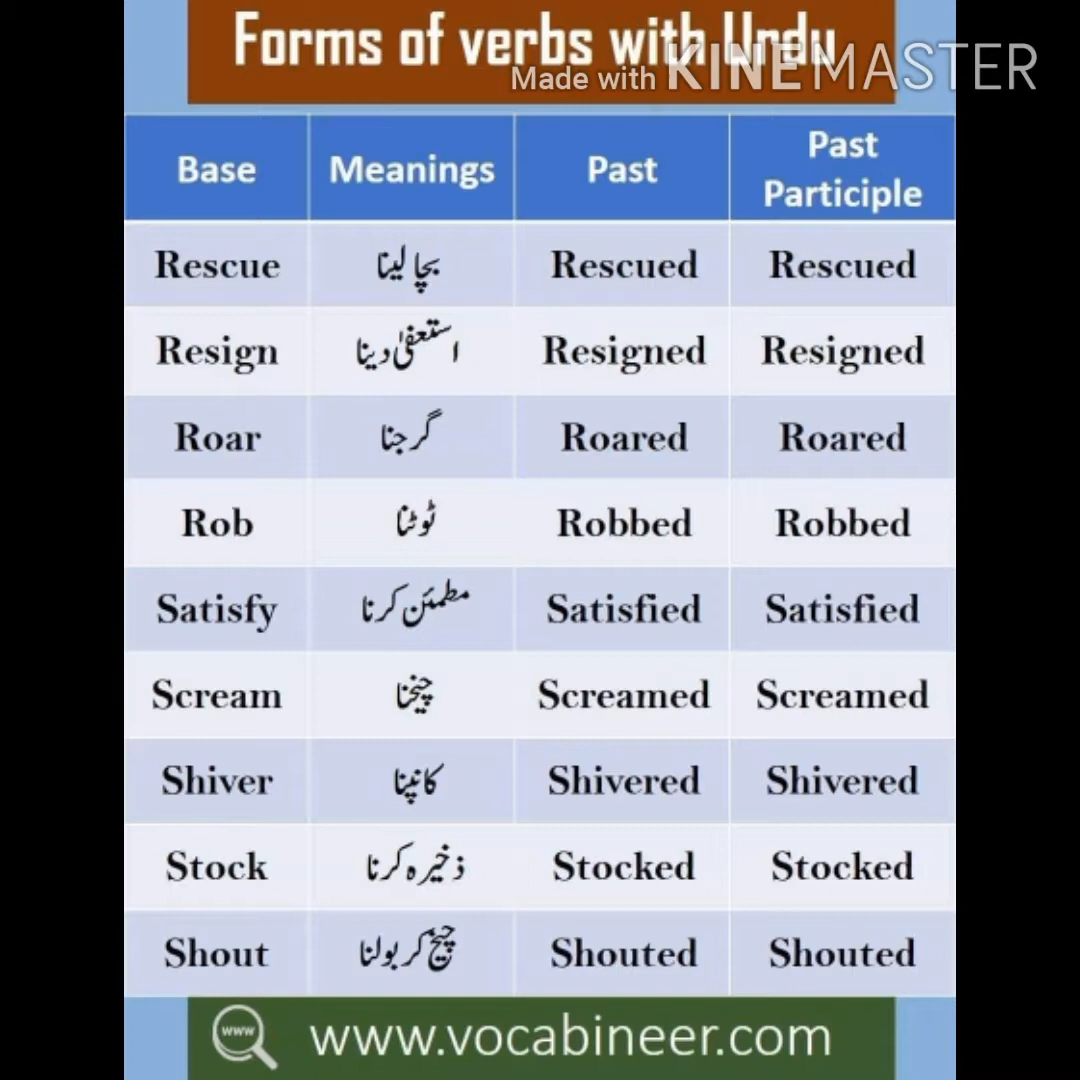 Forms of verbs with Urdu
Made with KINEMASTER
Base Meanings Past Past Participle
Rescue بچا لینا Rescued Rescued
Resign استعفیٰ دینا Resigned Resigned
Roar گرجنا Roared Roared
Rob ٹوٹنا Robbed Robbed
Satisfy مطمئن کرنا Satisfied Satisfied
Scream چیخنا Screamed Screamed
Shiver کانپنا Shivered Shivered
Stock ذخیرہ کرنا Stocked Stocked
Shout چیخ کر بولنا Shouted Shouted
www
www.vocabineer.com